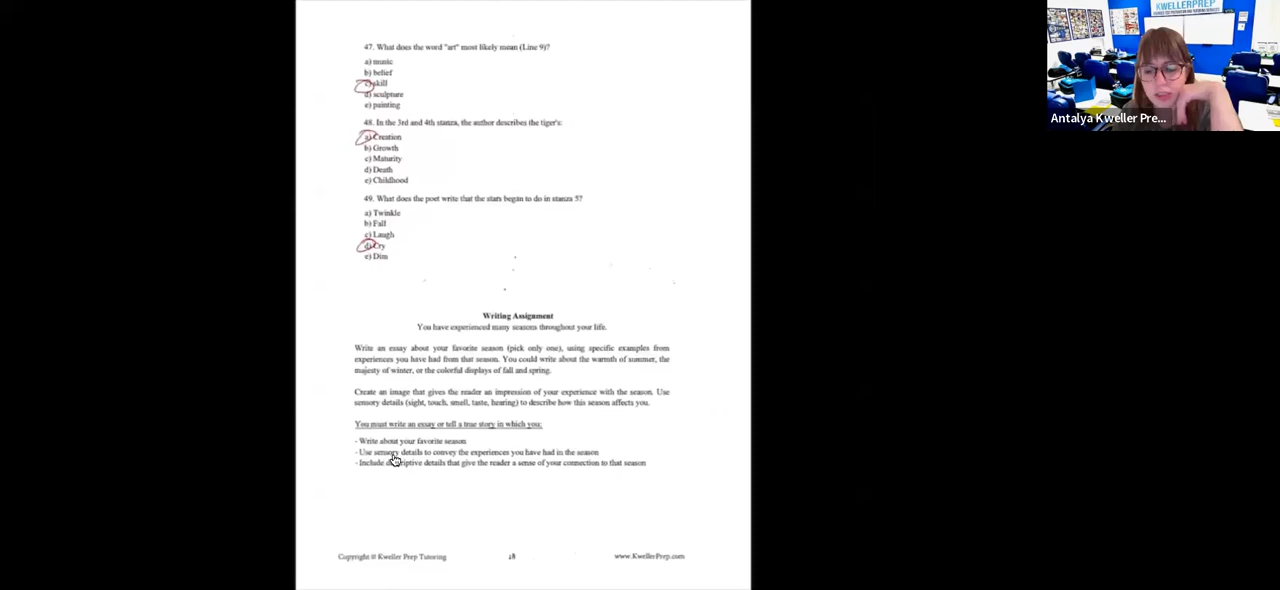 47. What does the word "art" most likely mean (Line 9)?
a) music
b) belief
c) skill
d) sculpture
e) painting
48. In the 3rd and 4th stanza, the author describes the tiger's:
a) Creation
b) Growth
c) Maturity
d) Death
e) Childhood
49. What does the poet write that the stars began to do in stanza 5?
a) Twinkle
b) Fall
c) Laugh
d) Cry
e) Dim
Writing Assignment
You have experienced many seasons throughout your life.
Write an essay about your favorite season (pick only one), using specific examples from
experiences you have had from that season. You could write about the warmth of summer, the
majesty of winter, or the colorful displays of fall and spring.
Create an image that gives the reader an impression of your experience with the season. Use
sensory details (sight, touch, smell, taste, hearing) to describe how this season affects you.
You must write an essay or tell a true story in which you:
- Write about your favorite season
- Use sensory details to convey the experiences you have had in the season
- Include descriptive details that give the reader a sense of your connection to that season
Copyright © Kweller Prep Tutoring
18
www.KwellerPrep.com
KWELLERPREP
Antalya Kweller Pre...